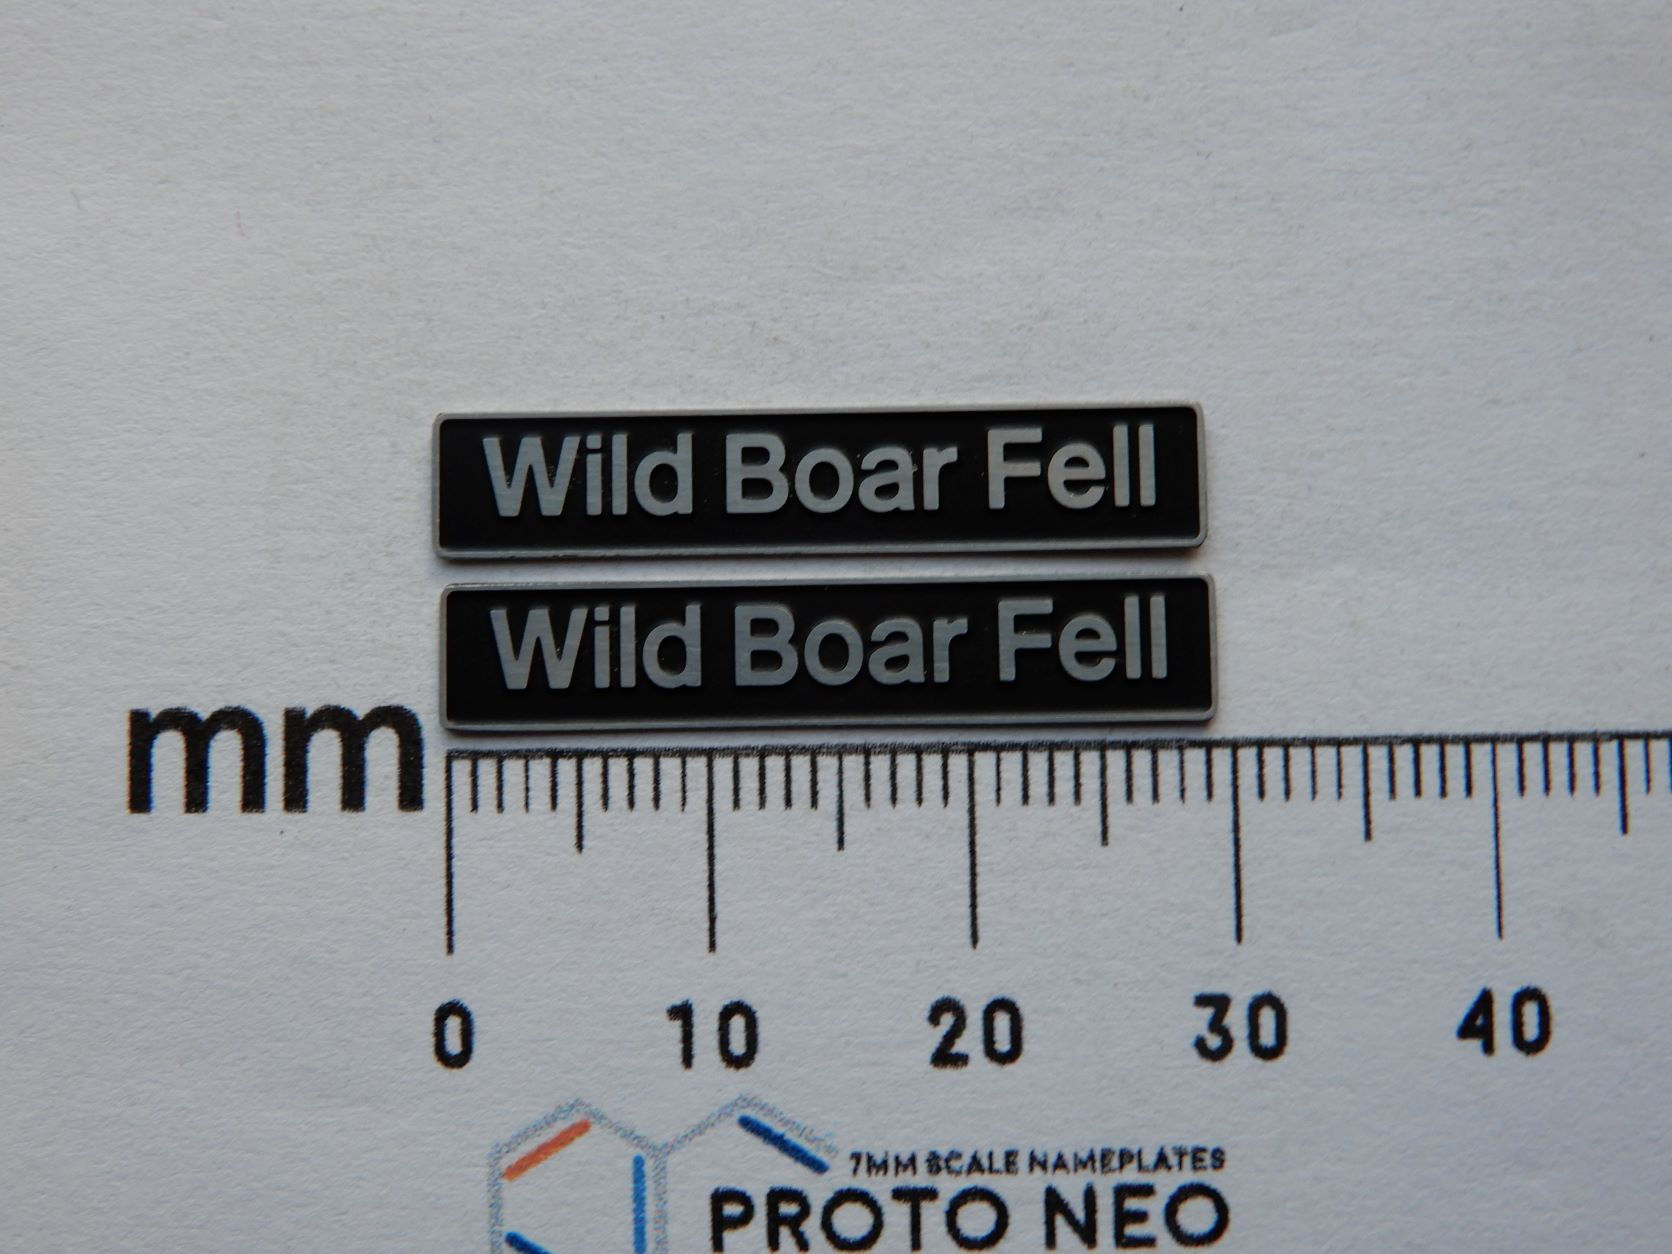 Wild Boar Fell
Wild Boar Fell
mm
0 10 20 30 40
7MM SCALE NAMEPLATES
PROTO NEO